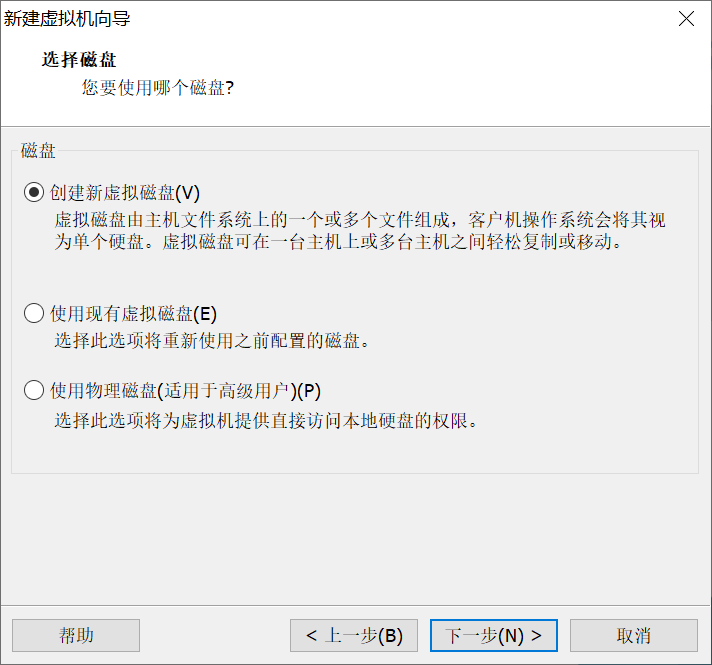 新建虚拟机向导
选择磁盘
您要使用哪个磁盘?
磁盘
创建新虚拟磁盘(V)
虚拟磁盘由主机文件系统上的一个或多个文件组成，客户机操作系统会将其视
为单个硬盘。虚拟磁盘可在一台主机上或多台主机之间轻松复制或移动。
使用现有虚拟磁盘(E)
选择此选项将重新使用之前配置的磁盘。
使用物理磁盘(适用于高级用户)(P)
选择此选项将为虚拟机提供直接访问本地硬盘的权限。
帮助
< 上一步(B)
下一步(N) >
取消